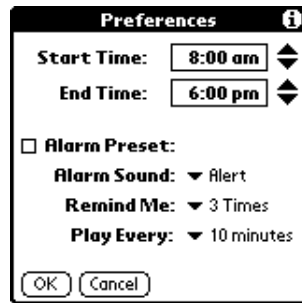 Preferences i
Start Time: 8:00 am
End Time: 6:00 pm
Alarm Preset:
Alarm Sound: Alert
Remind Me: 3 Times
Play Every: 10 minutes
OK Cancel